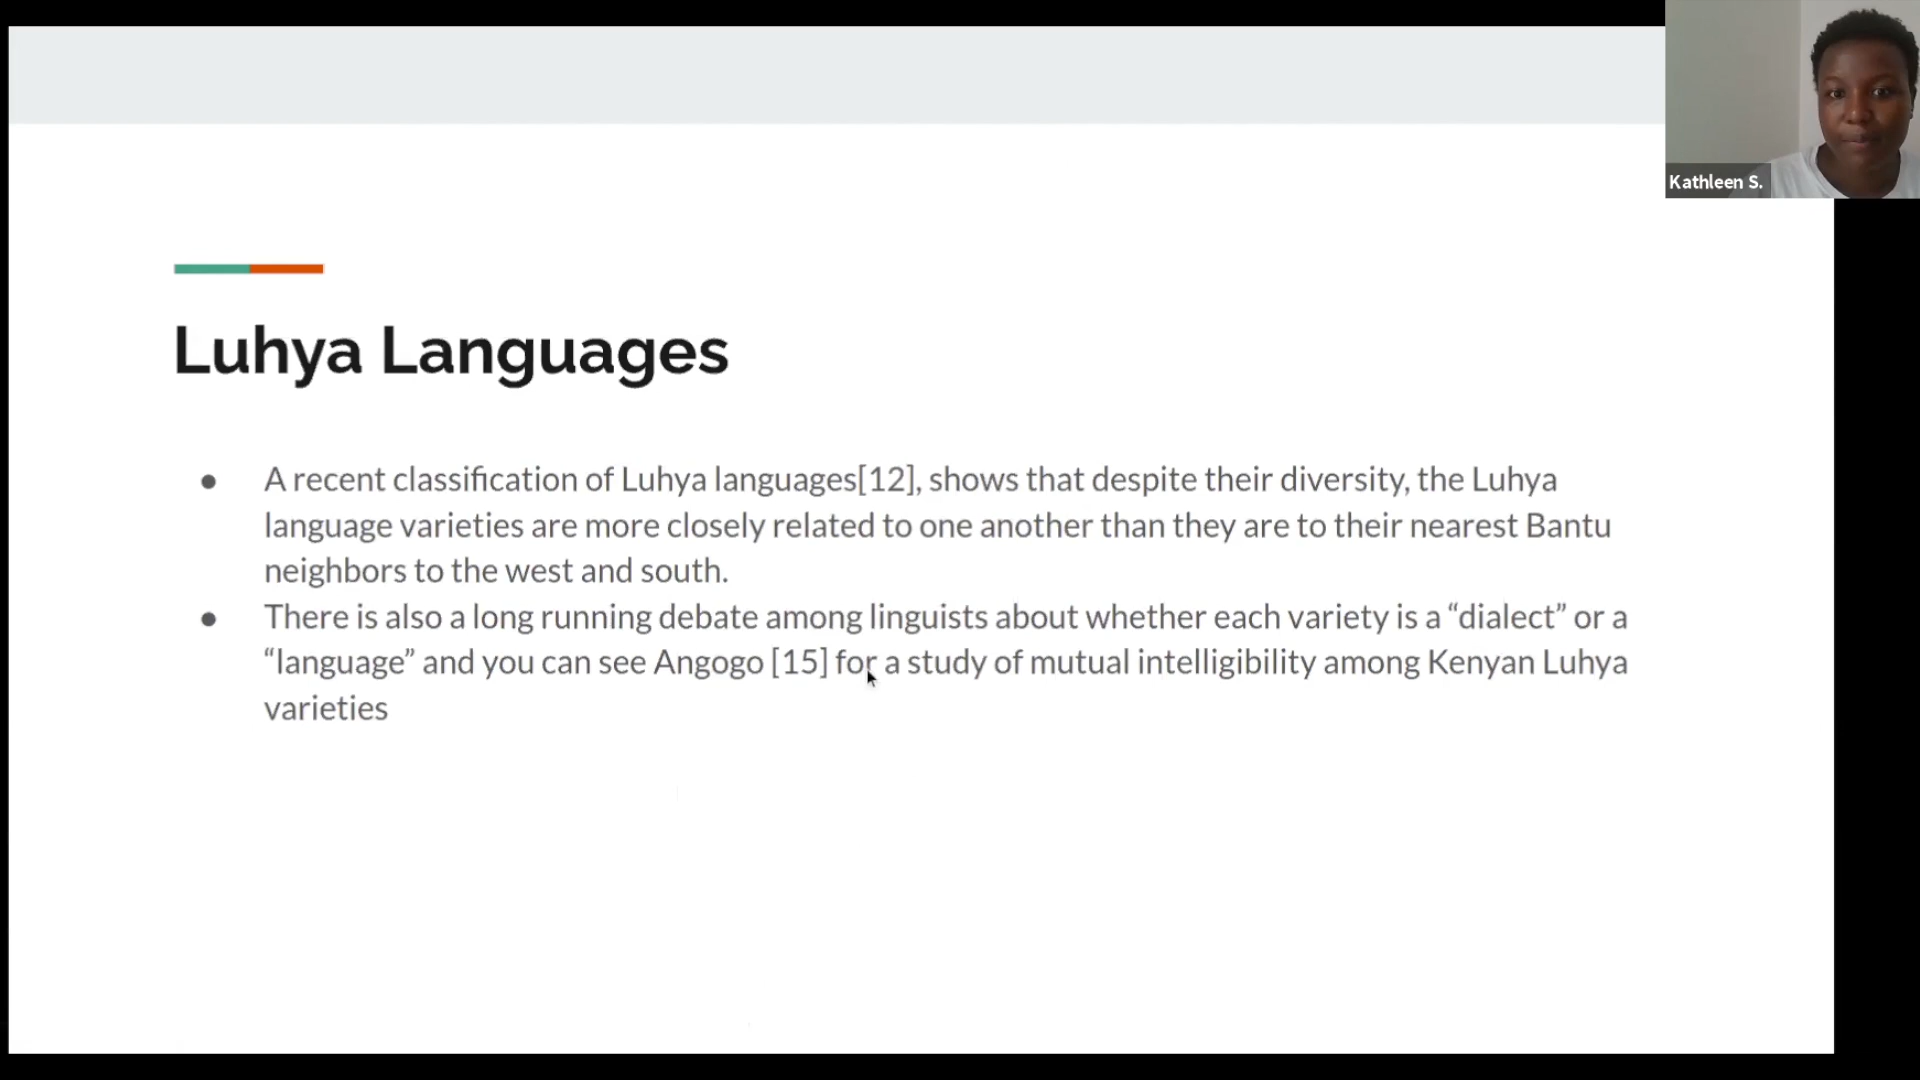 Kathleen S.
Luhya Languages
● A recent classification of Luhya languages[12], shows that despite their diversity, the Luhya
language varieties are more closely related to one another than they are to their nearest Bantu
neighbors to the west and south.
● There is also a long running debate among linguists about whether each variety is a “dialect” or a
“language” and you can see Angogo [15] for a study of mutual intelligibility among Kenyan Luhya
varieties